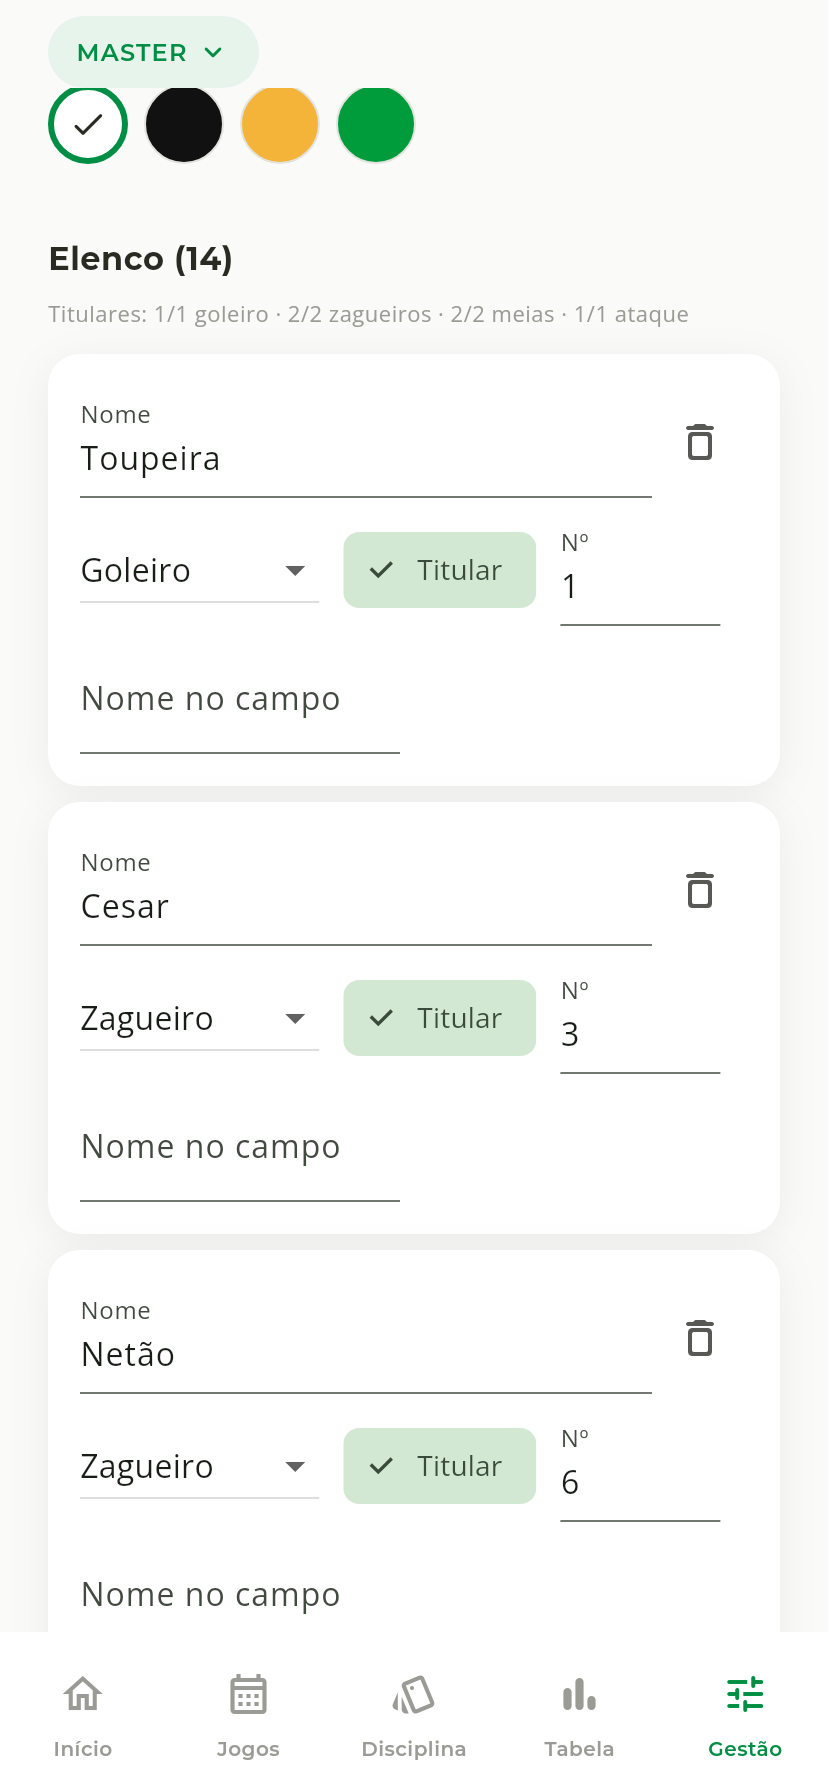 MASTER
Elenco (14)
Titulares: 1/1 goleiro · 2/2 zagueiros · 2/2 meias · 1/1 ataque
Nome
Toupeira
Goleiro
Titular
Nº
1
Nome no campo
Nome
Cesar
Zagueiro
Titular
Nº
3
Nome no campo
Nome
Netão
Zagueiro
Titular
Nº
6
Nome no campo
Início
Jogos
Disciplina
Tabela
Gestão